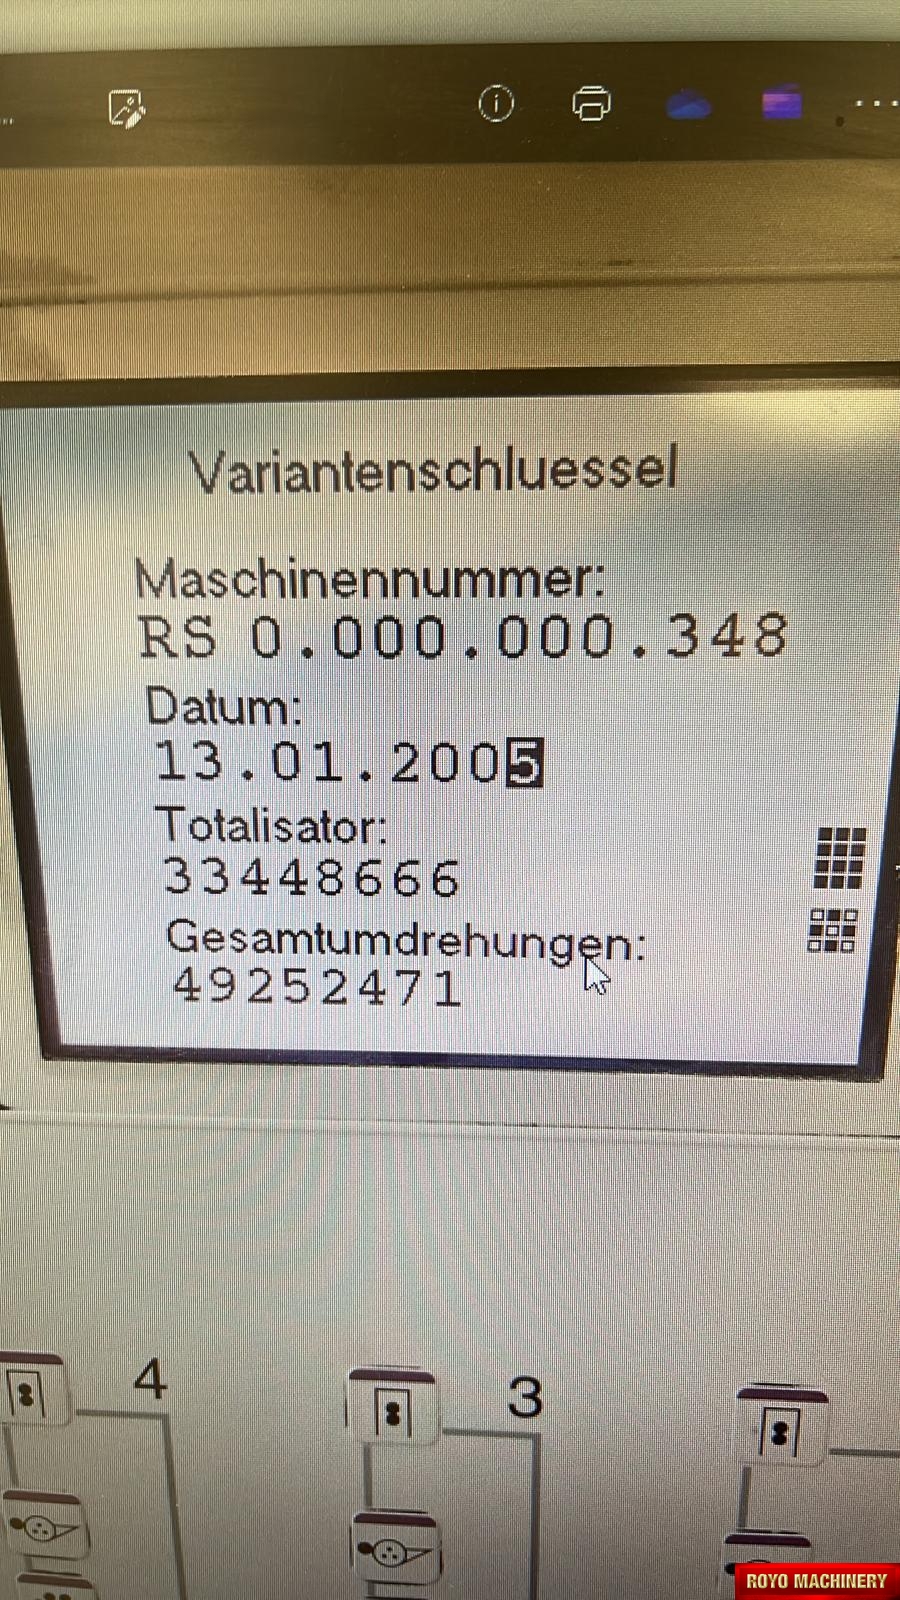 Variantenschluessel
Maschinennummer:
RS 0.000.000.348
Datum:
13.01.2005
Totalisator:
33448666
Gesamtumdrehungen:
49252471
4
3
ROYO MACHINERY